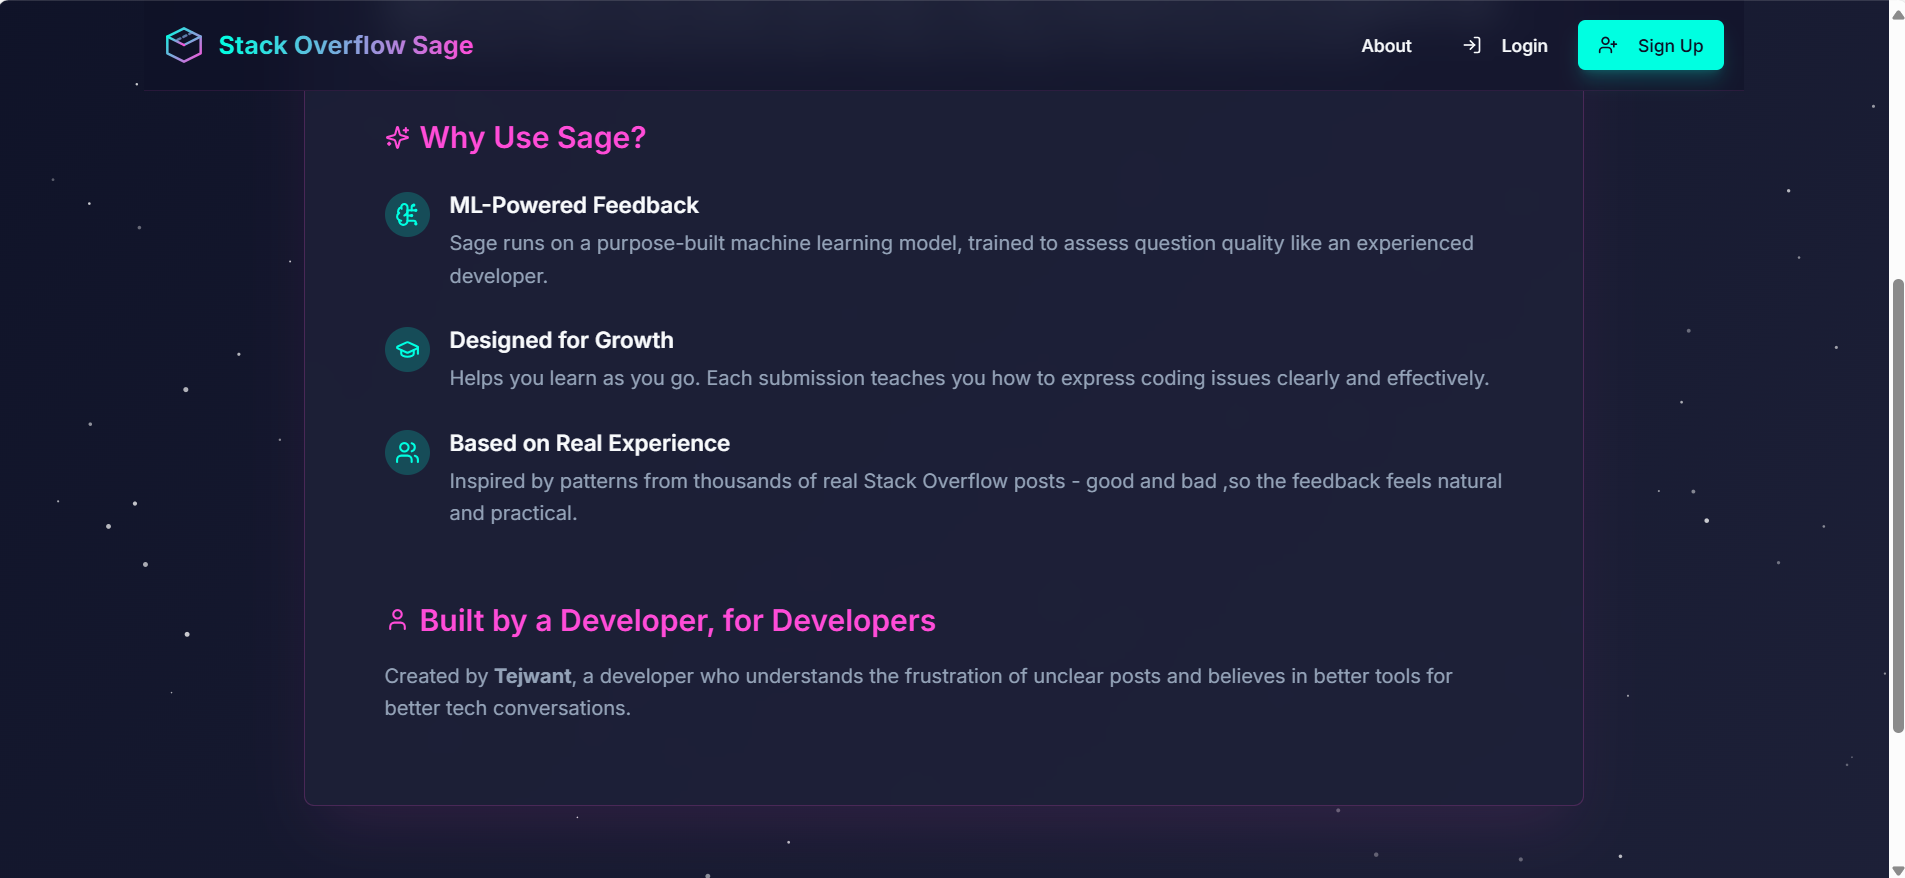 Stack Overflow Sage
About
Login
Sign Up
Why Use Sage?
ML-Powered Feedback
Sage runs on a purpose-built machine learning model, trained to assess question quality like an experienced
developer.
Designed for Growth
Helps you learn as you go. Each submission teaches you how to express coding issues clearly and effectively.
Based on Real Experience
Inspired by patterns from thousands of real Stack Overflow posts - good and bad ,so the feedback feels natural
and practical.
Built by a Developer, for Developers
Created by Tejwant, a developer who understands the frustration of unclear posts and believes in better tools for
better tech conversations.